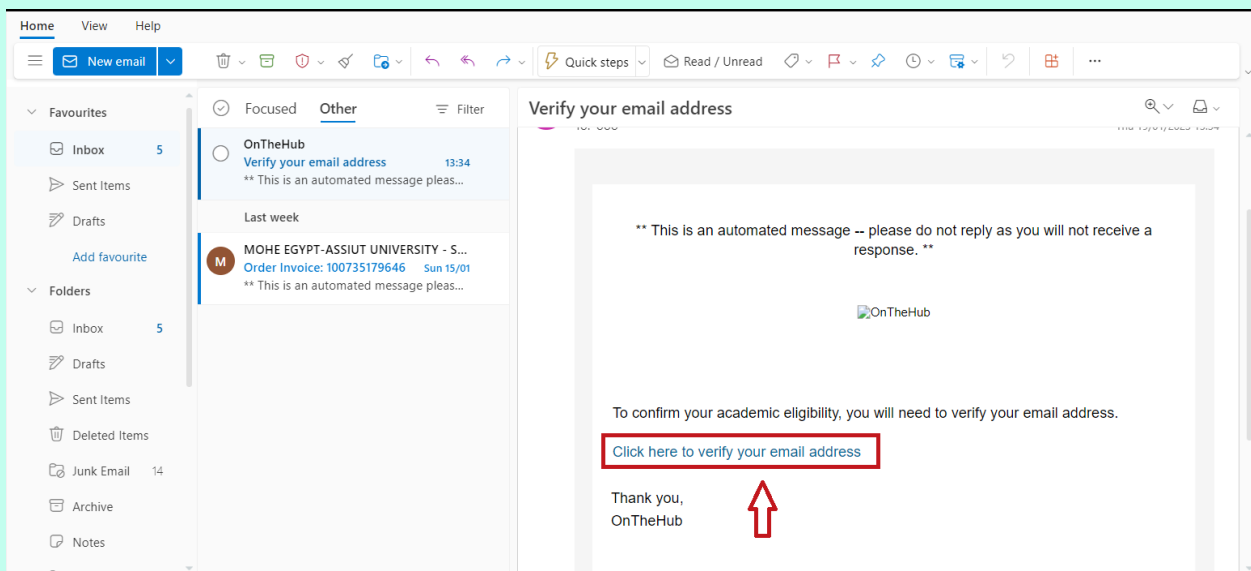 Home View Help
New email
Quick steps
Read / Unread
...
Favourites
Inbox 5
Sent Items
Drafts
Add favourite
Folders
Inbox 5
Drafts
Sent Items
Deleted Items
Junk Email 14
Archive
Notes
Focused Other Filter
OnTheHub
Verify your email address 13:34
** This is an automated message pleas...
Last week
M
MOHE EGYPT-ASSIUT UNIVERSITY - S...
Order Invoice: 100735179646 Sun 15/01
** This is an automated message pleas...
Verify your email address
** This is an automated message -- please do not reply as you will not receive a
response. **
OnTheHub
To confirm your academic eligibility, you will need to verify your email address.
Click here to verify your email address
Thank you,
OnTheHub